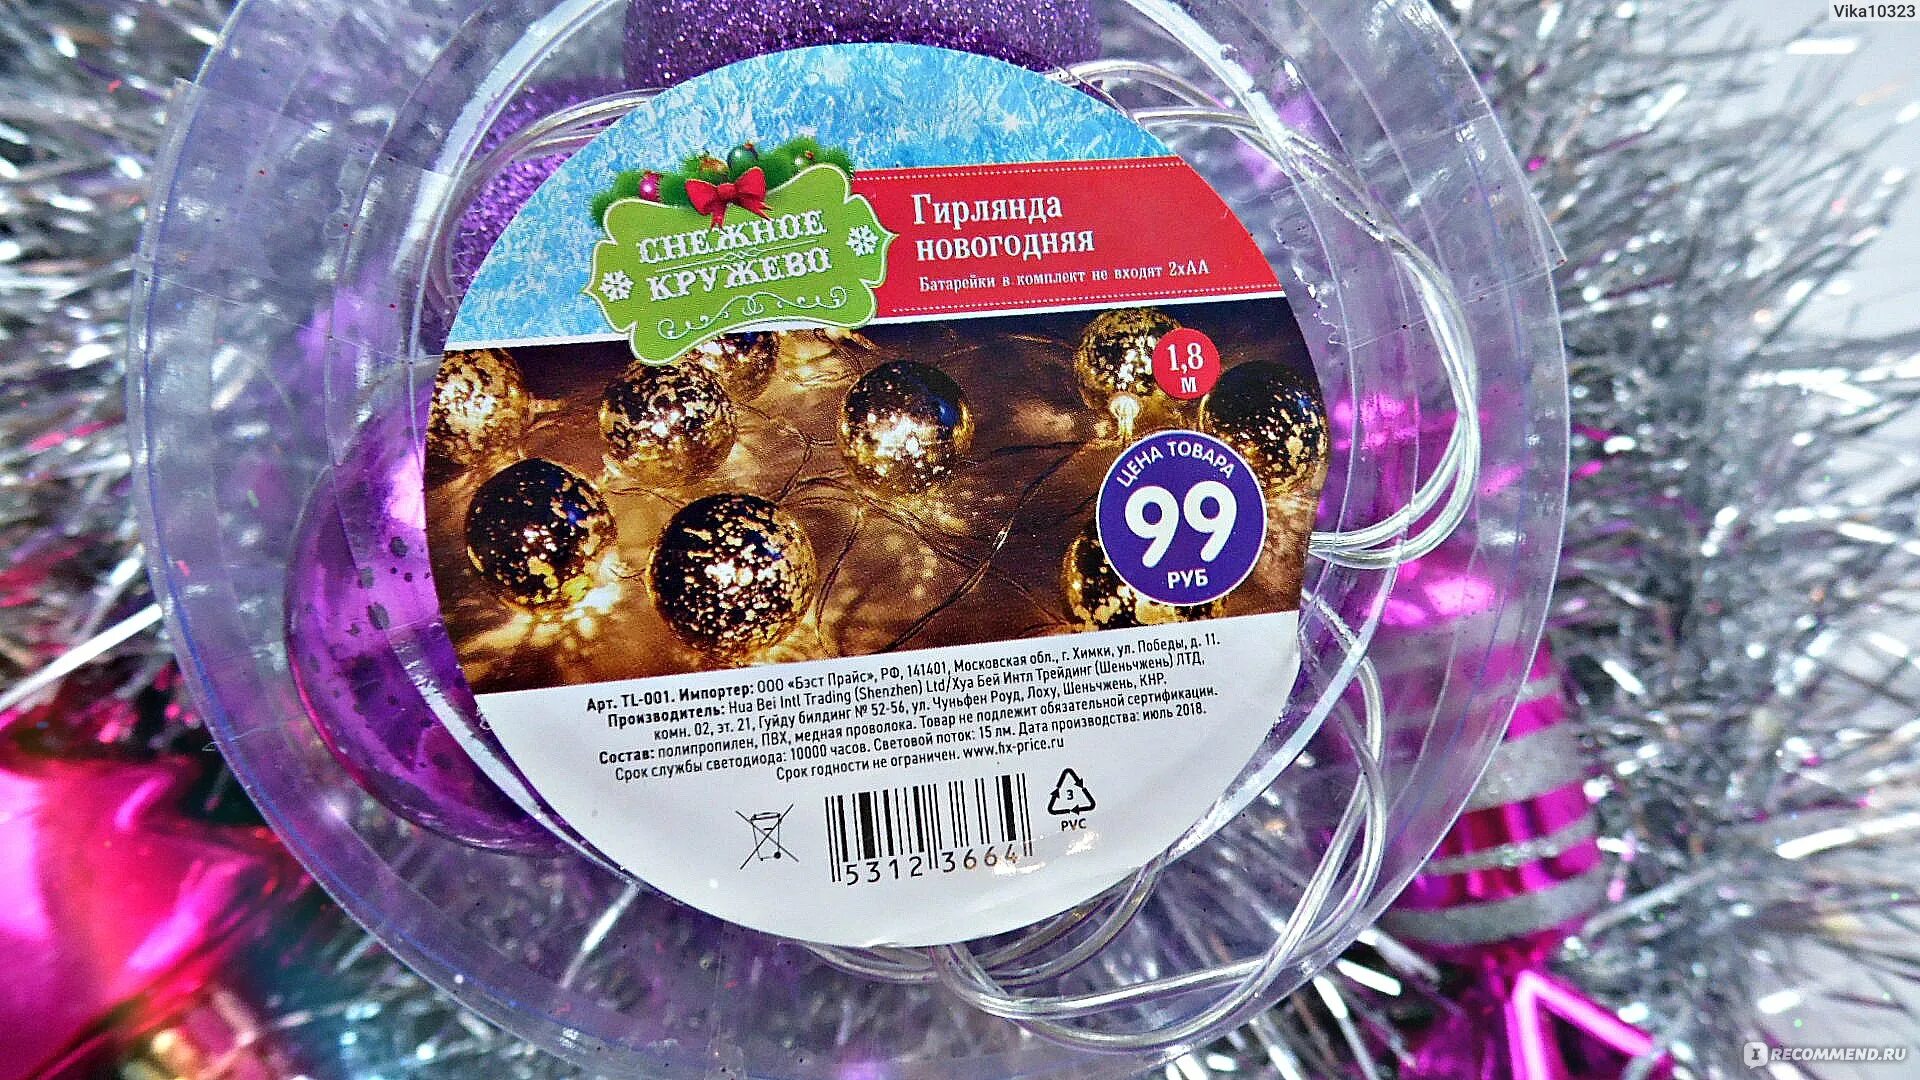 Vika10323
СНЕЖНОЕ
КРУЖЕВО
Гирлянда
новогодняя
Батарейки в комплект не входят 2хАА
1,8
м
ЦЕНА ТОВАРА
99
РУБ
Арт. TL-001. Импортер: ООО «Бэст Прайс», РФ, 141401, Московская обл., г. Химки, ул. Победы, д. 11.
Производитель: Hua Bei Intl Trading (Shenzhen) Ltd/Хуа Бей Интл Трейдинг (Шеньчжень) ЛТД,
комн. 02, эт. 21, Гуйду билдинг № 52-56, ул. Чуньфен Роуд, Лоху, Шеньчжень, КНР.
Состав: полипропилен, ПВХ, медная проволока. Товар не подлежит обязательной сертификации.
Срок службы светодиода: 10000 часов. Световой поток: 15 лм. Дата производства: июль 2018.
Срок годности не ограничен. www.fix-price.ru
53123664
3
PVC
I RECOMMEND.RU